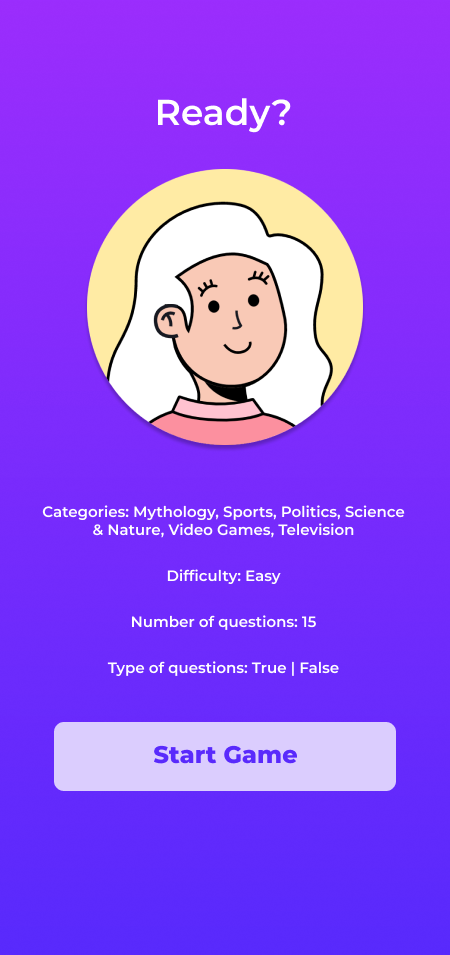 Ready?
Categories: Mythology, Sports, Politics, Science
& Nature, Video Games, Television
Difficulty: Easy
Number of questions: 15
Type of questions: True | False
Start Game